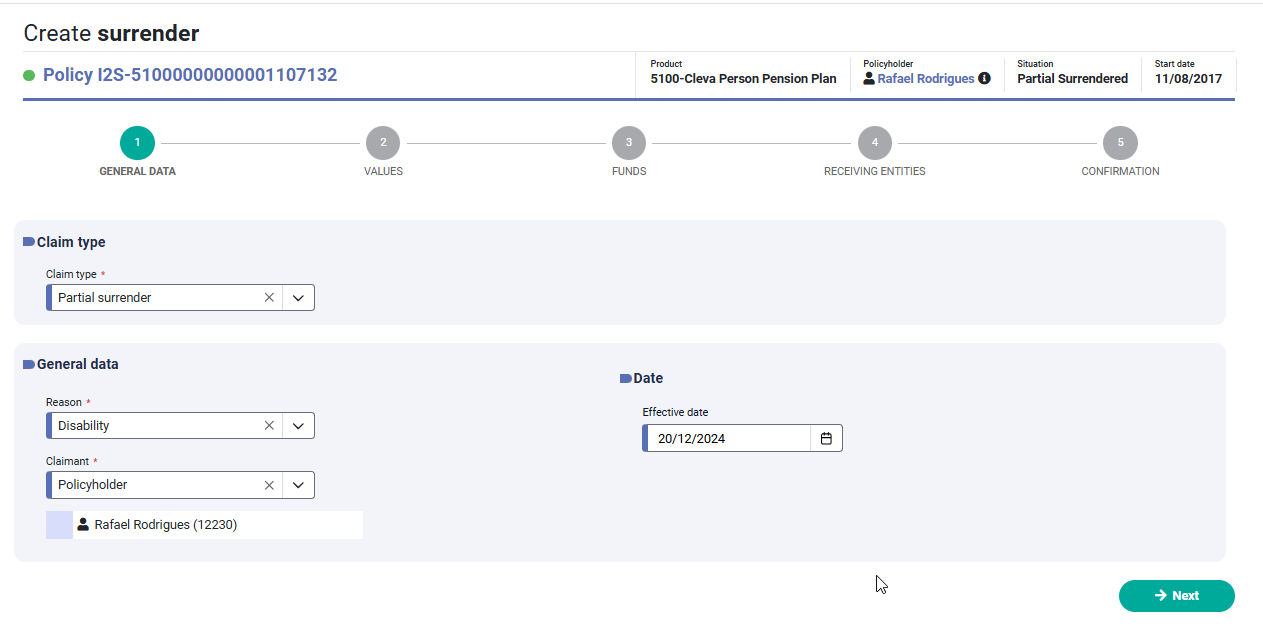 Create surrender
Policy I2S-51000000000001107132
Product
5100-Cleva Person Pension Plan
Policyholder
Rafael Rodrigues
Situation
Partial Surrendered
Start date
11/08/2017
1
2
3
4
5
GENERAL DATA
VALUES
FUNDS
RECEIVING ENTITIES
CONFIRMATION
Claim type
Claim type *
Partial surrender
General data
Reason *
Disability
Claimant *
Policyholder
Rafael Rodrigues (12230)
Date
Effective date
20/12/2024
Next